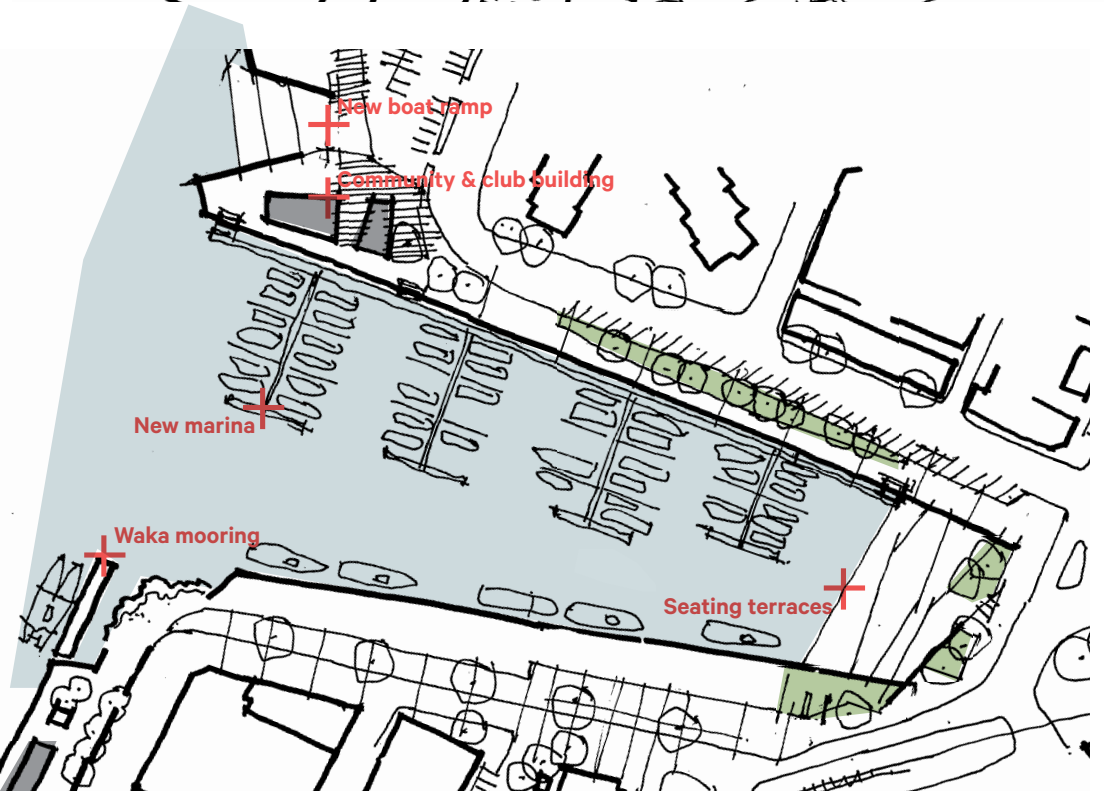 New boat ramp
Community & club building
New marina
Waka mooring
Seating terraces